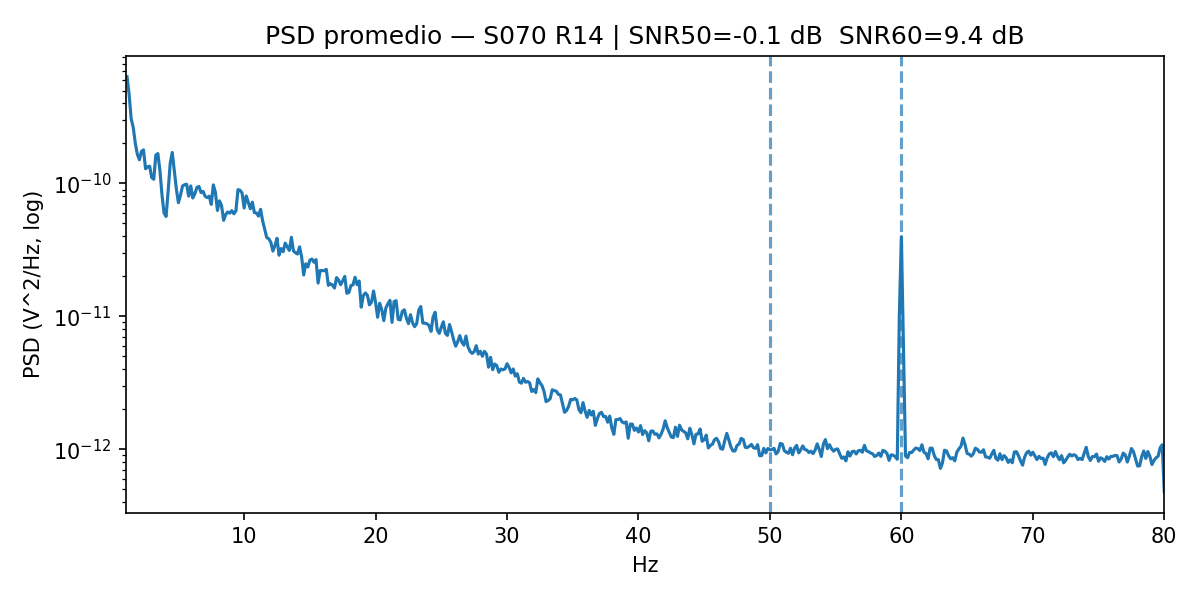 PSD promedio — S070 R14 | SNR50=-0.1 dB  SNR60=9.4 dB
PSD (V^2/Hz, log)
10⁻¹⁰
10⁻¹¹
10⁻¹²
10 20 30 40 50 60 70 80
Hz